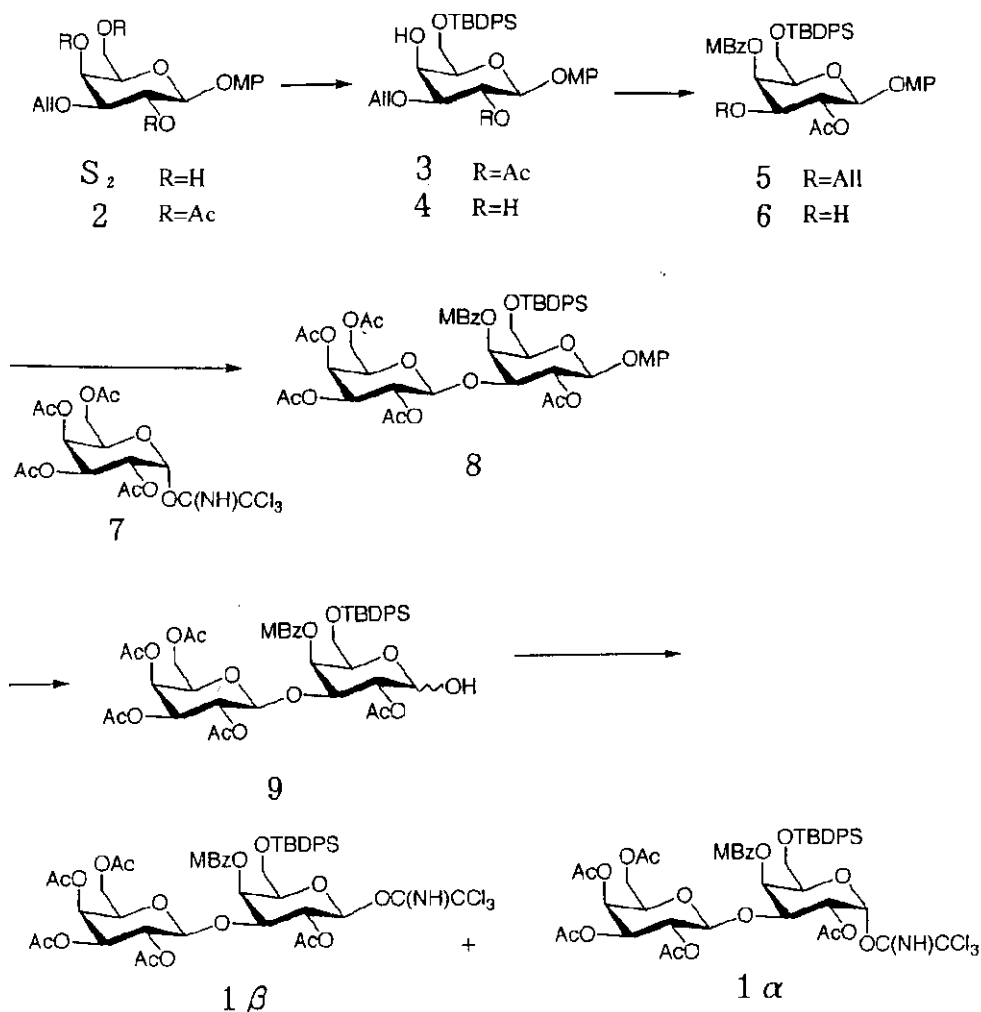 RO OR
O
OMP
AllO
RO
S₂ R=H
2 R=Ac
HO OTBDPS
O
OMP
AllO
RO
3 R=Ac
4 R=H
MBzO OTBDPS
O
OMP
RO
AcO
5 R=All
6 R=H
AcO OAc
O
AcO
AcO
OC(NH)CCl₃
7
AcO OAc MBzO OTBDPS
O O
AcO O OMP
AcO AcO
8
AcO OAc MBzO OTBDPS
O O
AcO O OH
AcO AcO
9
AcO OAc MBzO OTBDPS
O O
AcO O OC(NH)CCl₃
AcO AcO
+
1 β
AcO OAc MBzO OTBDPS
O O
AcO O
AcO AcO
OC(NH)CCl₃
1 α